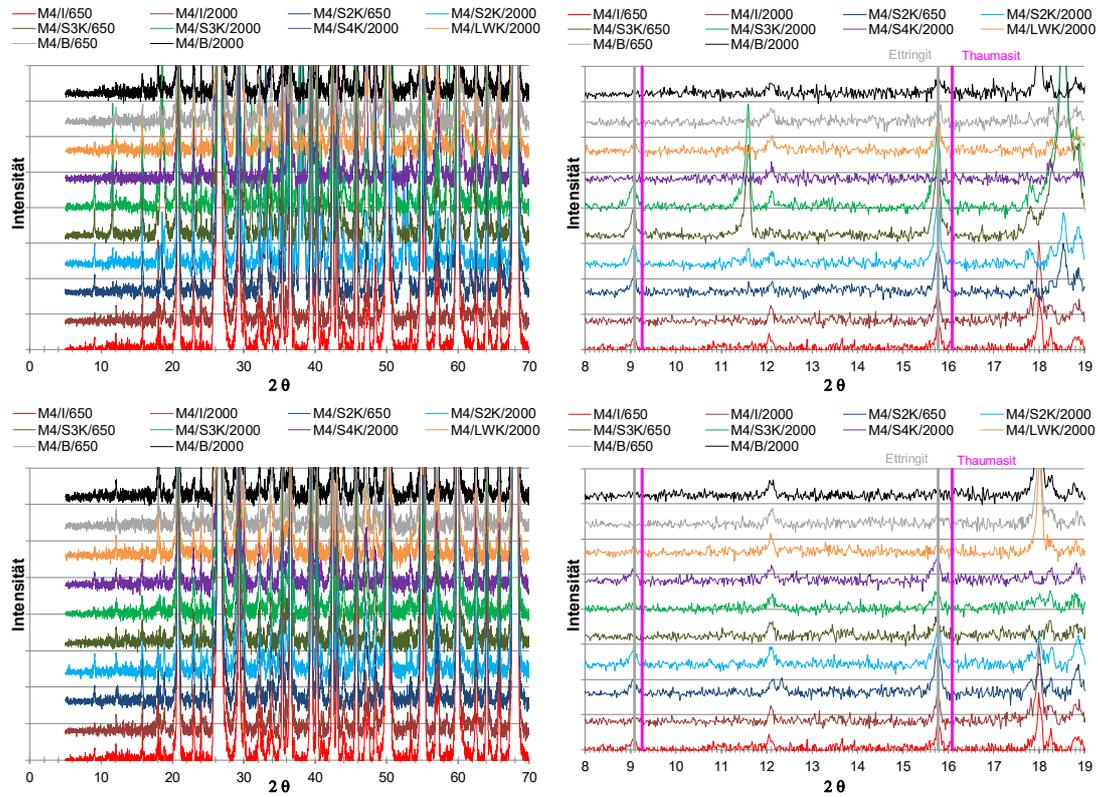 M4/I/650 M4/I/2000 M4/S2K/650 M4/S2K/2000
M4/S3K/650 M4/S3K/2000 M4/S4K/2000 M4/LWK/2000
M4/B/650 M4/B/2000
Intensität
0 10 20 30 40 50 60 70
2 θ
M4/I/650 M4/I/2000 M4/S2K/650 M4/S2K/2000
M4/S3K/650 M4/S3K/2000 M4/S4K/2000 M4/LWK/2000
M4/B/650 M4/B/2000
Ettringit Thaumasit
Intensität
8 9 10 11 12 13 14 15 16 17 18 19
2 θ
M4/I/650 M4/I/2000 M4/S2K/650 M4/S2K/2000
M4/S3K/650 M4/S3K/2000 M4/S4K/2000 M4/LWK/2000
M4/B/650 M4/B/2000
Intensität
0 10 20 30 40 50 60 70
2 θ
M4/I/650 M4/I/2000 M4/S2K/650 M4/S2K/2000
M4/S3K/650 M4/S3K/2000 M4/S4K/2000 M4/LWK/2000
M4/B/650 M4/B/2000
Ettringit Thaumasit
Intensität
8 9 10 11 12 13 14 15 16 17 18 19
2 θ